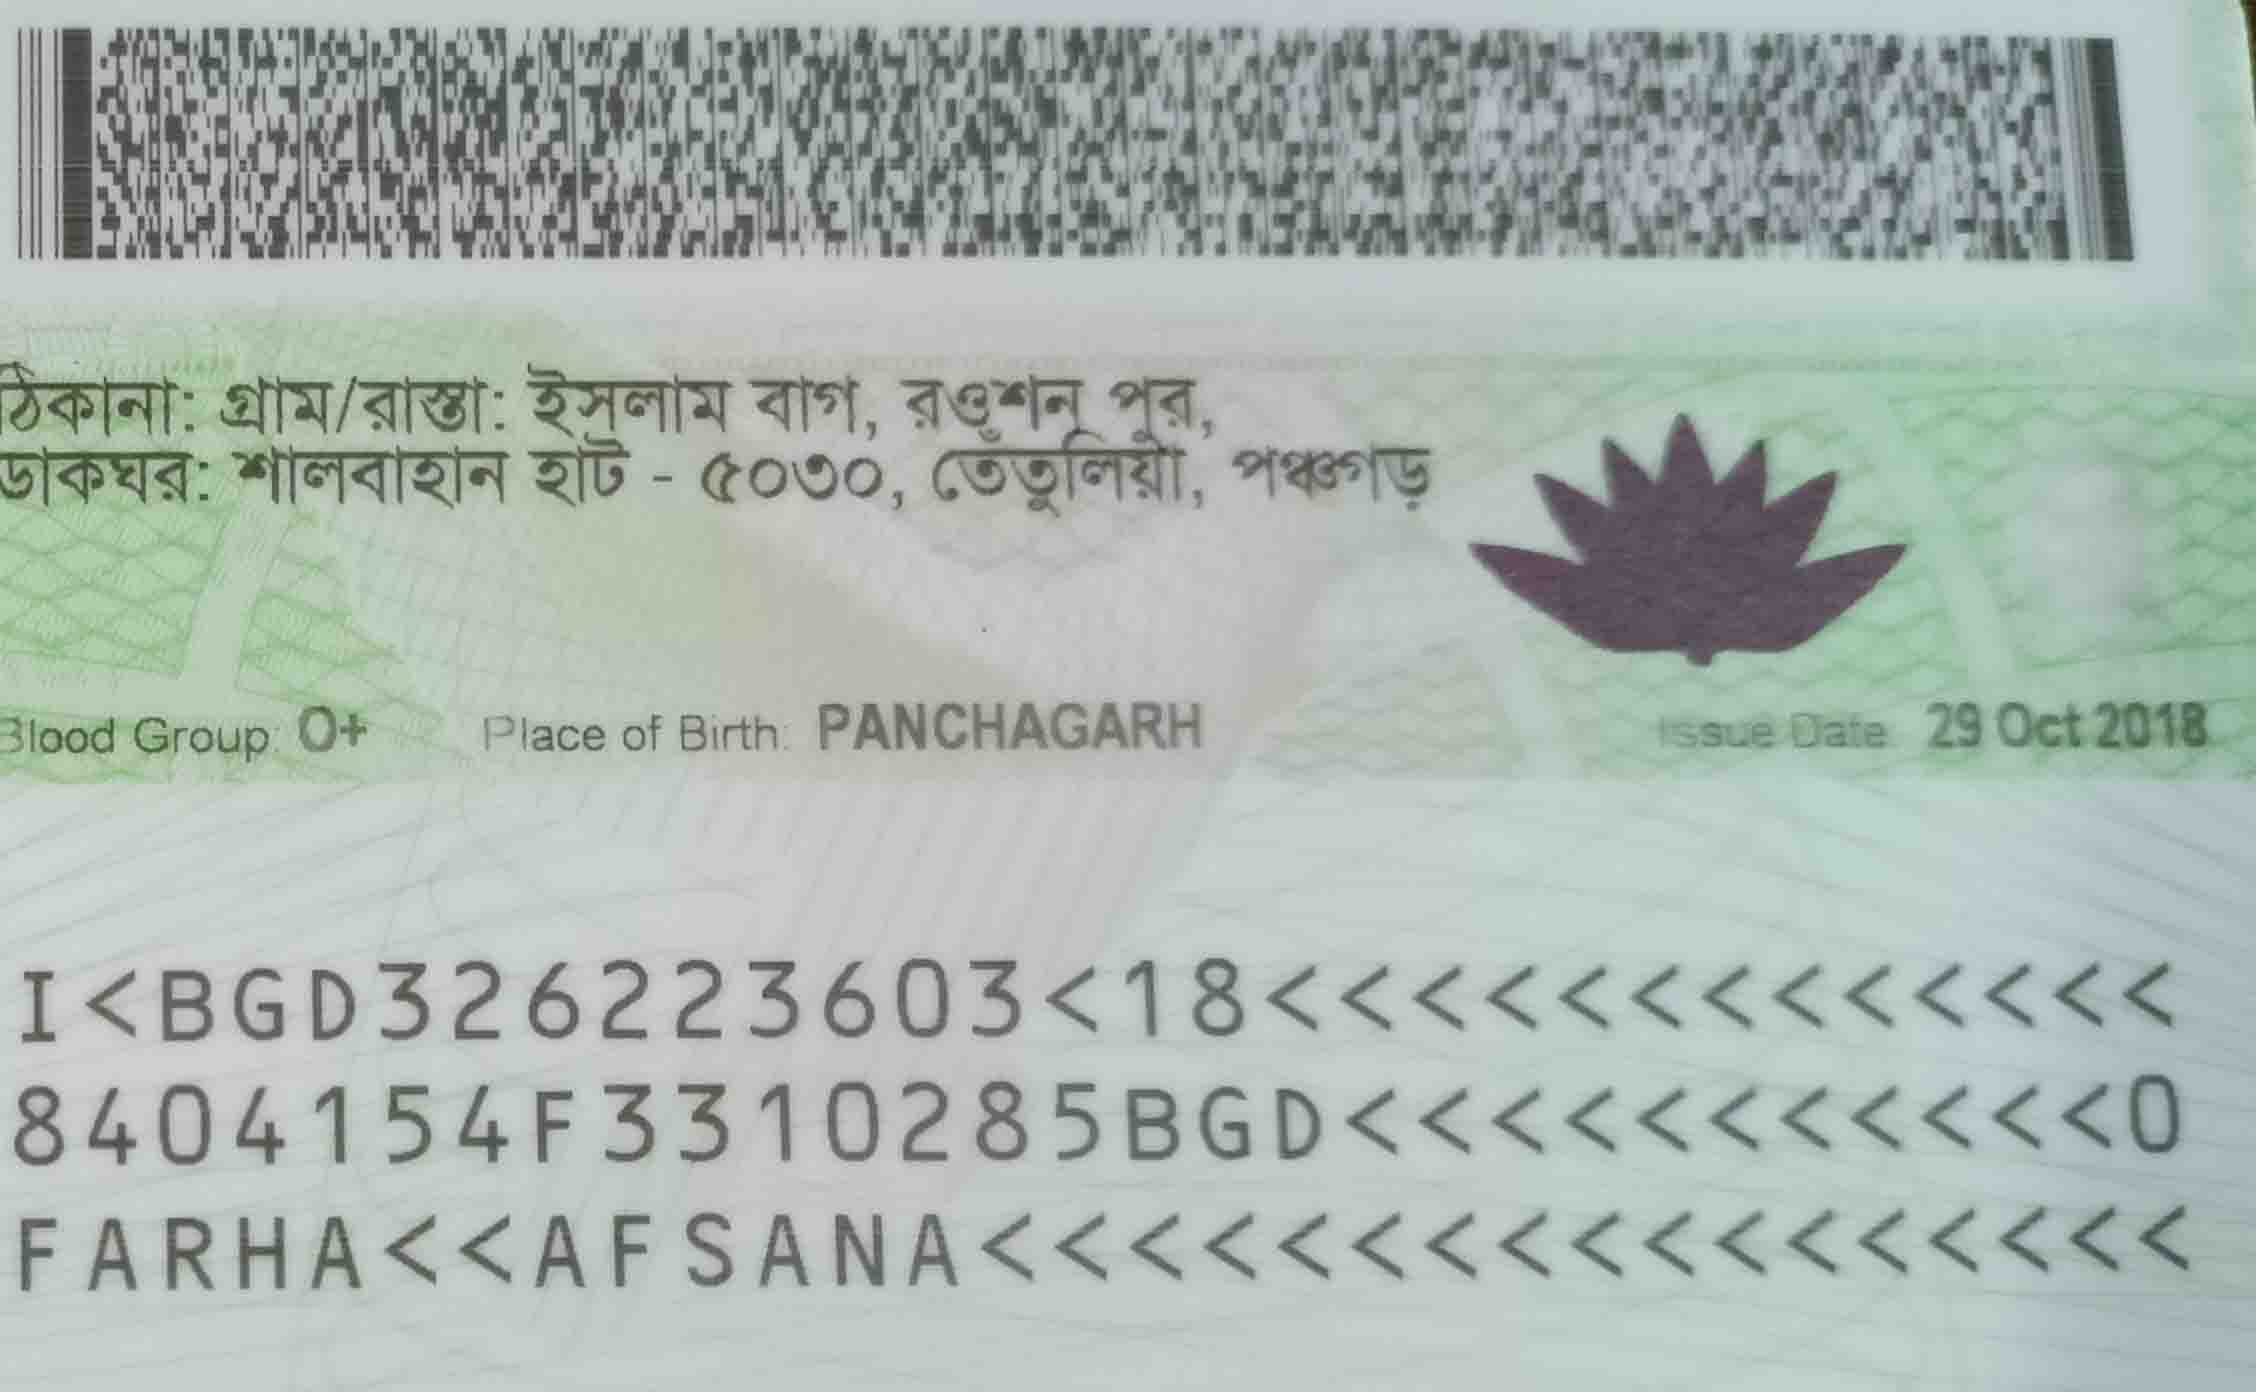 ঠিকানা: গ্রাম/রাস্তা: ইসলাম বাগ, রওশন পুর,
ডাকঘর: শালবাহান হাট - ৫০৩০, তেঁতুলিয়া, পঞ্চগড়
Blood Group: O+ Place of Birth: PANCHAGARH Issue Date: 29 Oct 2018
I<BGD326223603<18<<<<<<<<<<<<<
8404154F3310285BGD<<<<<<<<<<<0
FARHA<<AFSANA<<<<<<<<<<<<<<<<<